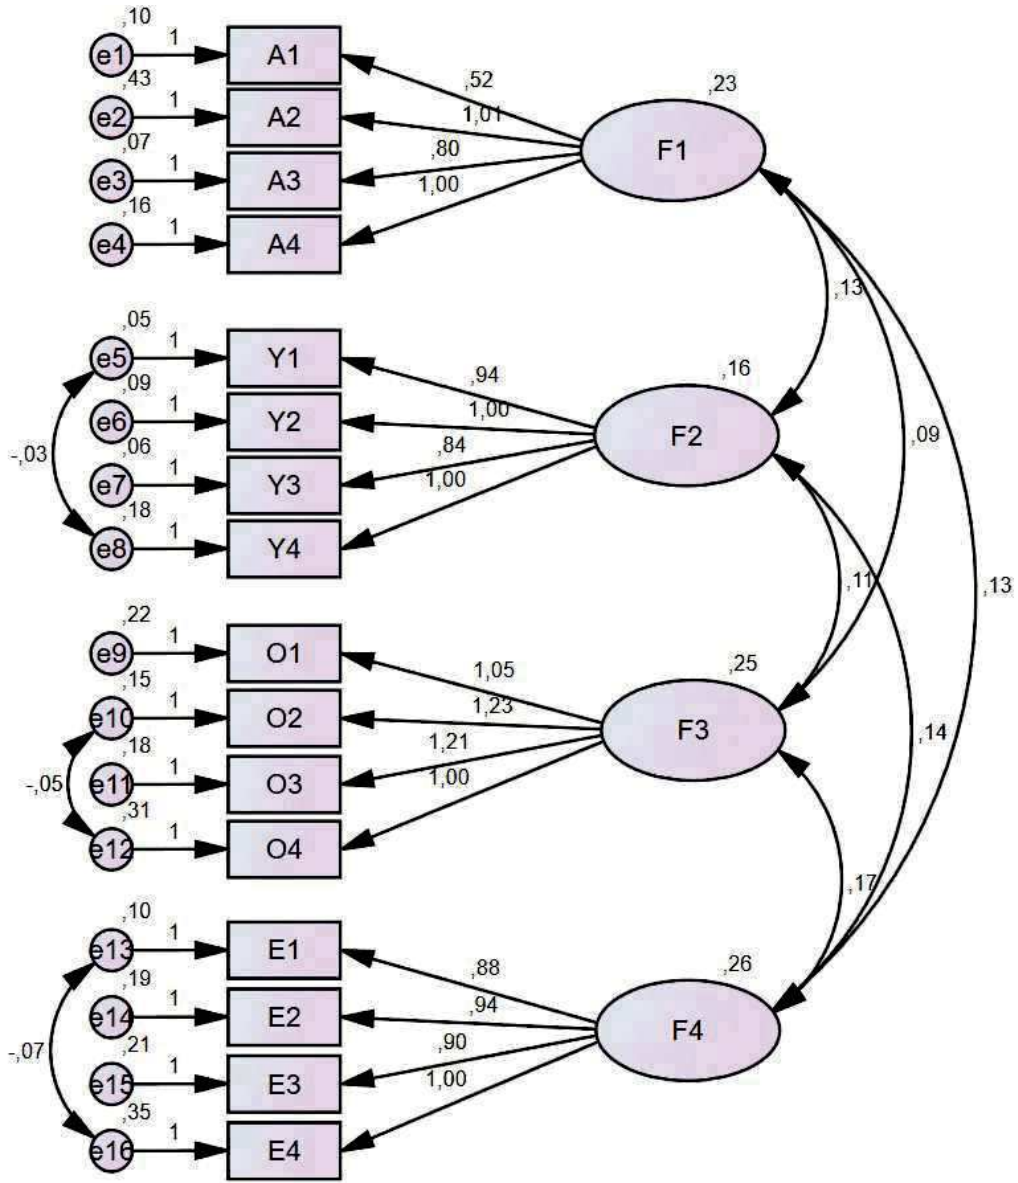 ,10
e1 1 A1
,52
,23
,43
e2 1 A2
1,01
F1
,07
e3 1 A3
,80
,16
e4 1 A4
1,00
,13
,05
e5 1 Y1
,94
,16
,09
e6 1 Y2
1,00
F2
,09
-,03
,06
e7 1 Y3
,84
,18
e8 1 Y4
1,00
,11
,13
,22
e9 1 O1
1,05
,25
,15
e10 1 O2
1,23
F3
,14
,18
-,05
e11 1 O3
1,21
,31
e12 1 O4
1,00
,17
,10
e13 1 E1
,88
,26
,19
e14 1 E2
,94
F4
-,07
,21
e15 1 E3
,90
,35
e16 1 E4
1,00